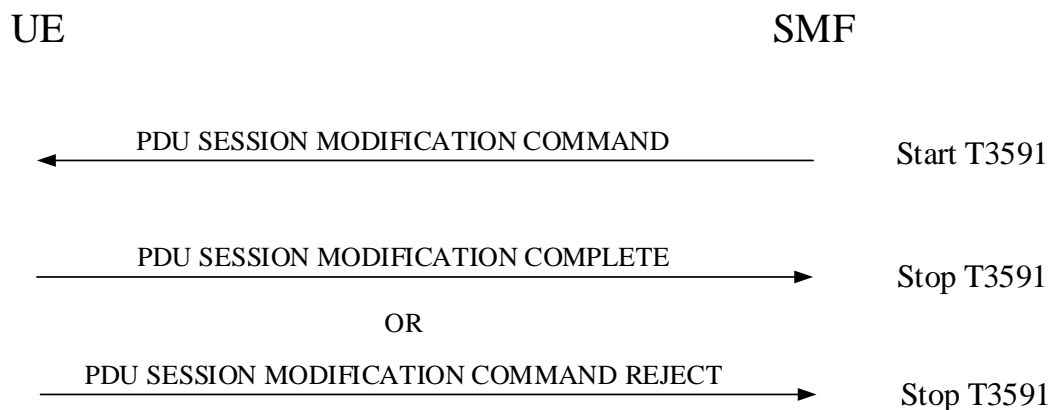 UE SMF
PDU SESSION MODIFICATION COMMAND Start T3591
PDU SESSION MODIFICATION COMPLETE Stop T3591
OR
PDU SESSION MODIFICATION COMMAND REJECT Stop T3591